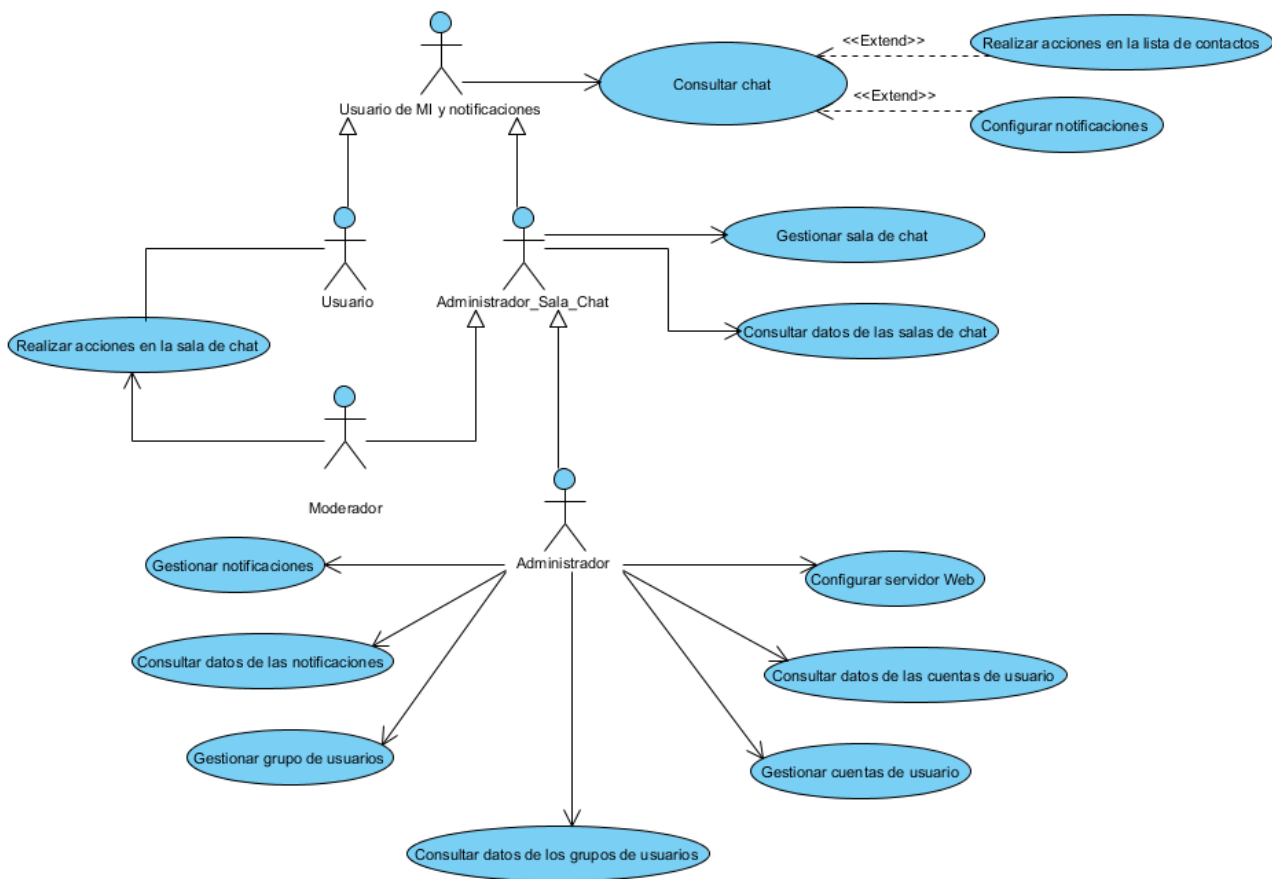 <<Extend>>
Realizar acciones en la lista de contactos
Consultar chat
<<Extend>>
Usuario de MI y notificaciones
Configurar notificaciones
Gestionar sala de chat
Usuario
Administrador_Sala_Chat
Realizar acciones en la sala de chat
Consultar datos de las salas de chat
Moderador
Administrador
Gestionar notificaciones
Configurar servidor Web
Consultar datos de las notificaciones
Consultar datos de las cuentas de usuario
Gestionar grupo de usuarios
Gestionar cuentas de usuario
Consultar datos de los grupos de usuarios